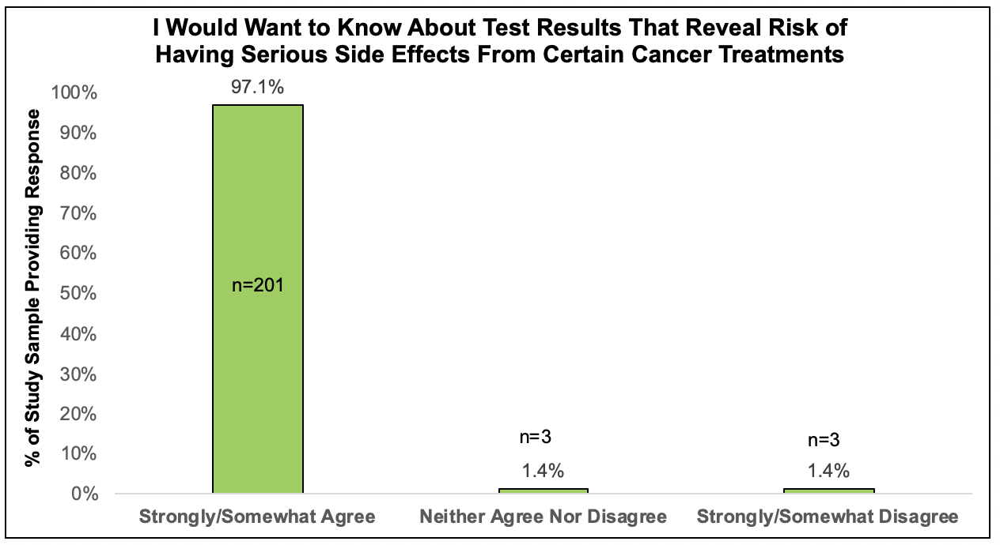 I Would Want to Know About Test Results That Reveal Risk of
Having Serious Side Effects From Certain Cancer Treatments
% of Study Sample Providing Response
100%
90%
80%
70%
60%
50%
40%
30%
20%
10%
0%
97.1%
n=201
n=3
1.4%
n=3
1.4%
Strongly/Somewhat Agree
Neither Agree Nor Disagree
Strongly/Somewhat Disagree